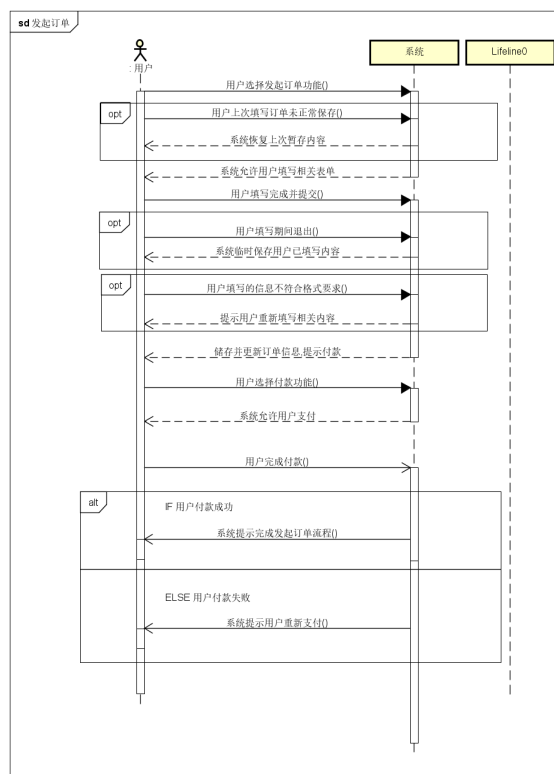 sd 发起订单
: 用户
系统
Lifeline0
用户选择发起订单功能()
opt
用户上次填写订单未正常保存()
系统恢复上次暂存内容
系统允许用户填写相关表单
用户填写完成并提交()
opt
用户填写期间退出()
系统临时保存用户已填写内容
opt
用户填写的信息不符合格式要求()
提示用户重新填写相关内容
储存并更新订单信息,提示付款
用户选择付款功能()
系统允许用户支付
用户完成付款()
alt
IF 用户付款成功
系统提示完成发起订单流程()
ELSE 用户付款失败
系统提示用户重新支付()